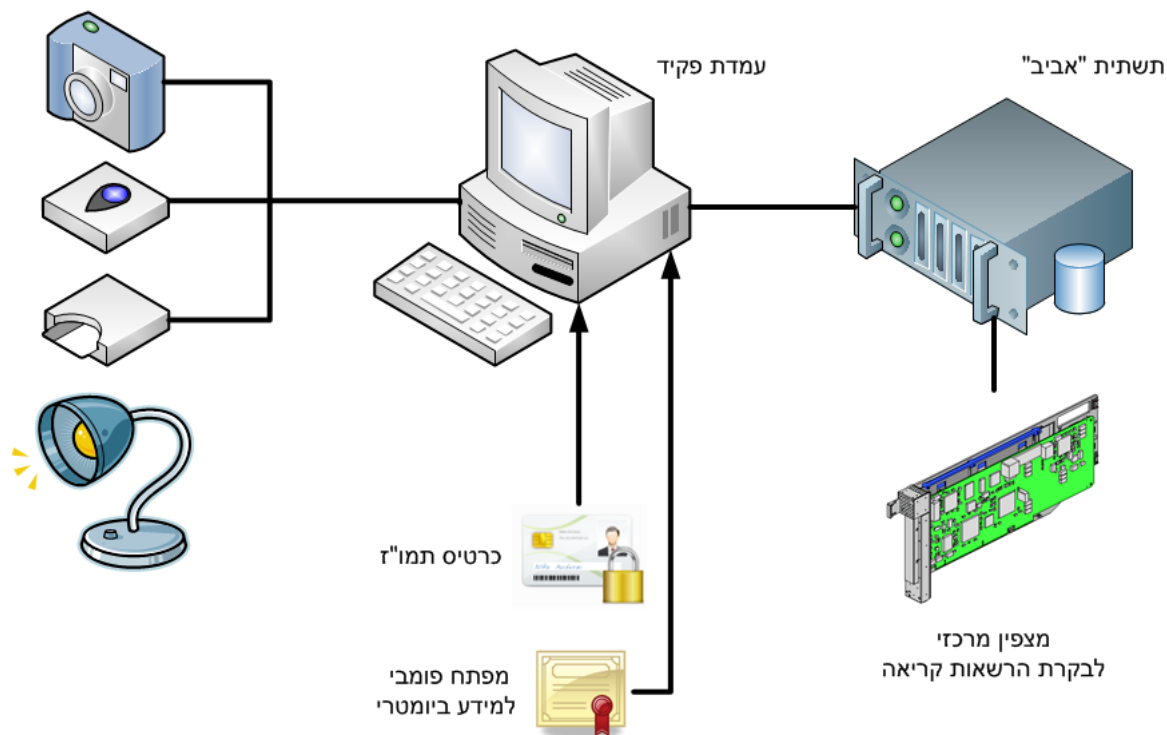 עמדת פקיד
תשתית "אביב"
כרטיס תמו"ז
מפתח פומבי
למידע ביומטרי
מצפין מרכזי
לבקרת הרשאות קריאה